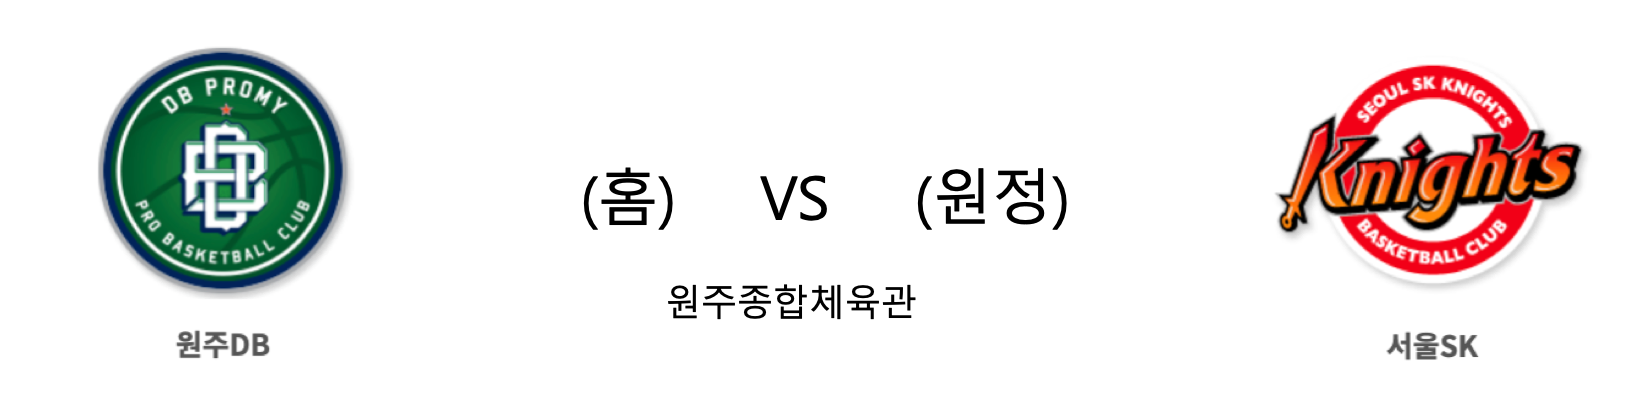 DB PROMY
DB
PRO BASKETBALL CLUB
원주DB
(홈) VS (원정)
원주종합체육관
SEOUL SK KNIGHTS
Knights
BASKETBALL CLUB
서울SK